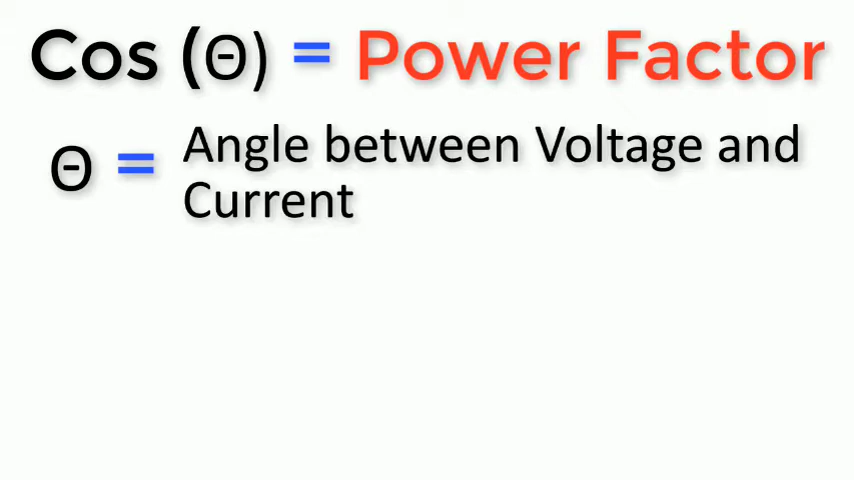 Cos (Θ) = Power Factor
Θ = Angle between Voltage and
Current